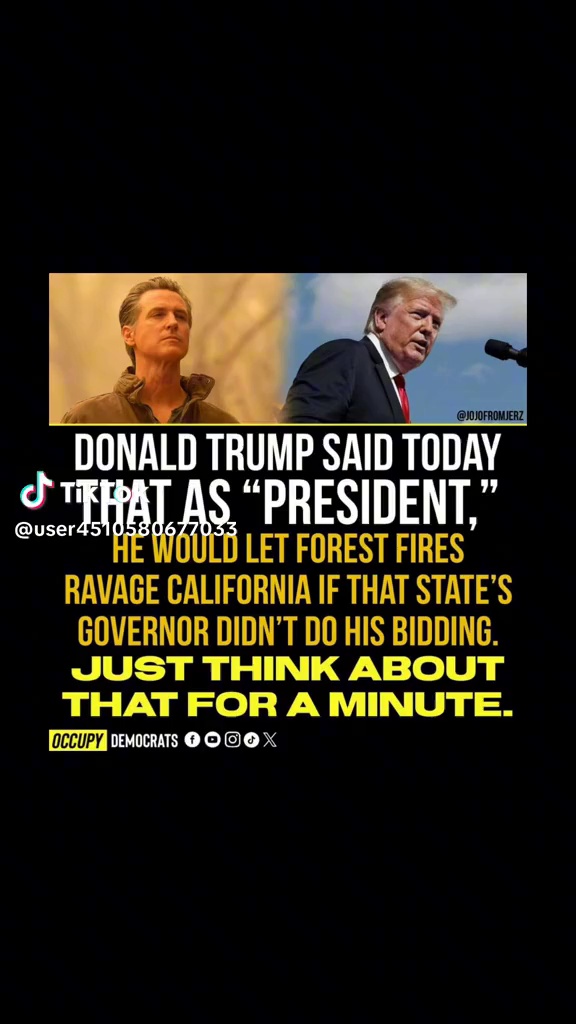 @JOJOFROMJERZ
DONALD TRUMP SAID TODAY
THAT AS “PRESIDENT,”
TikTok
@user4510580677033
HE WOULD LET FOREST FIRES
RAVAGE CALIFORNIA IF THAT STATE’S
GOVERNOR DIDN’T DO HIS BIDDING.
JUST THINK ABOUT
THAT FOR A MINUTE.
OCCUPY DEMOCRATS